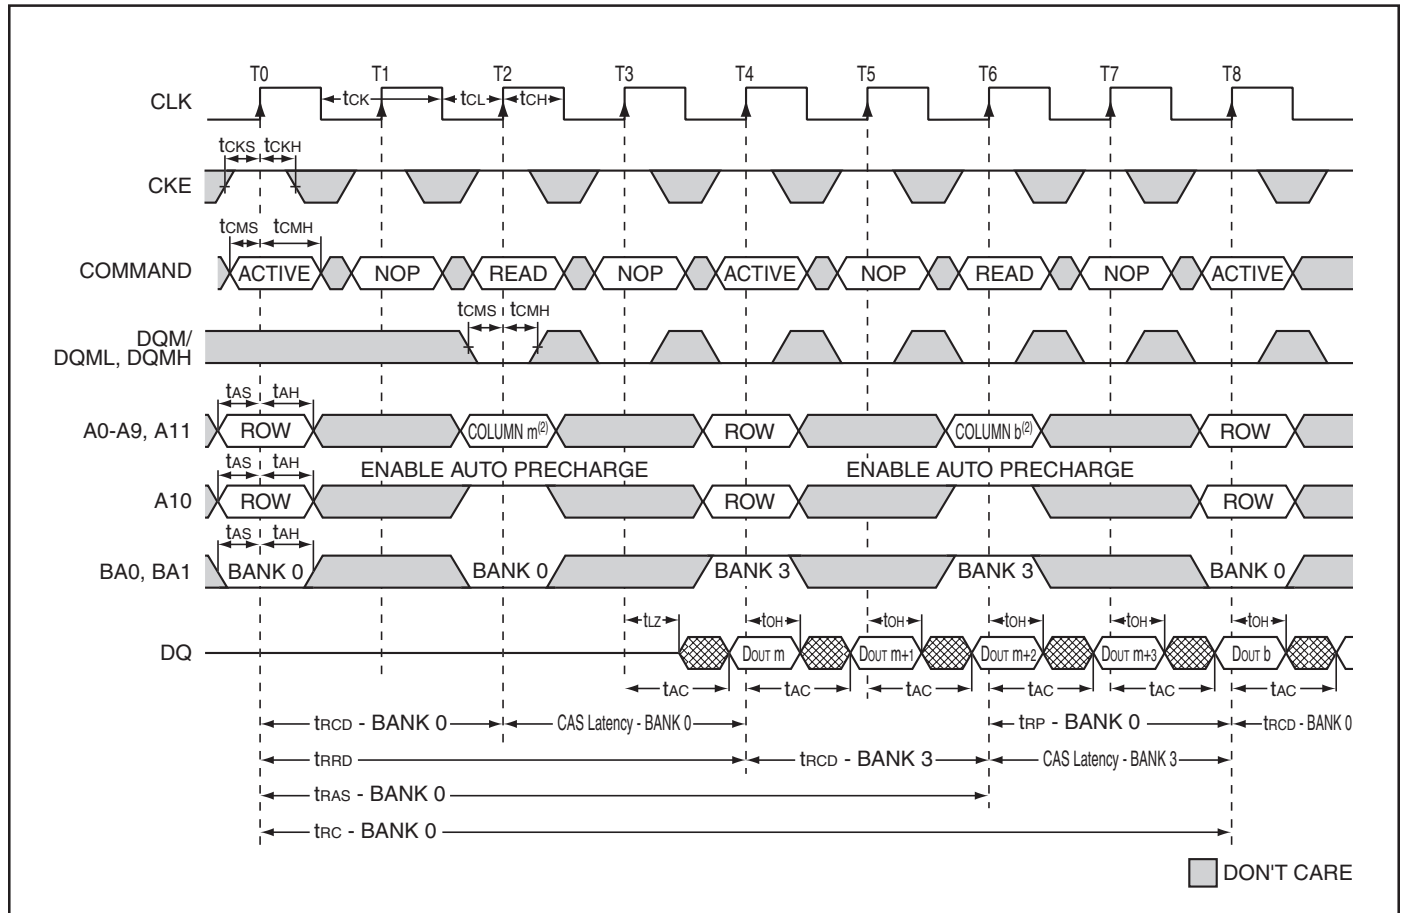 T0 T1 T2 T3 T4 T5 T6 T7 T8
CLK
tCK tCL tCH
tCKS tCKH
CKE
tCMS tCMH
COMMAND ACTIVE NOP READ NOP ACTIVE NOP READ NOP ACTIVE
tCMS tCMH
DQM/
DQML, DQMH
tAS tAH
A0-A9, A11 ROW COLUMN m(2) ROW COLUMN b(2) ROW
tAS tAH ENABLE AUTO PRECHARGE ENABLE AUTO PRECHARGE
A10 ROW ROW ROW
tAS tAH
BA0, BA1 BANK 0 BANK 0 BANK 3 BANK 3 BANK 0
tLZ tOH tOH tOH tOH tOH
DQ DOUT m DOUT m+1 DOUT m+2 DOUT m+3 DOUT b
tAC tAC tAC tAC tAC tAC
tRCD - BANK 0 CAS Latency - BANK 0 tRP - BANK 0 tRCD - BANK 0
tRRD tRCD - BANK 3 CAS Latency - BANK 3
tRAS - BANK 0
tRC - BANK 0
DON'T CARE